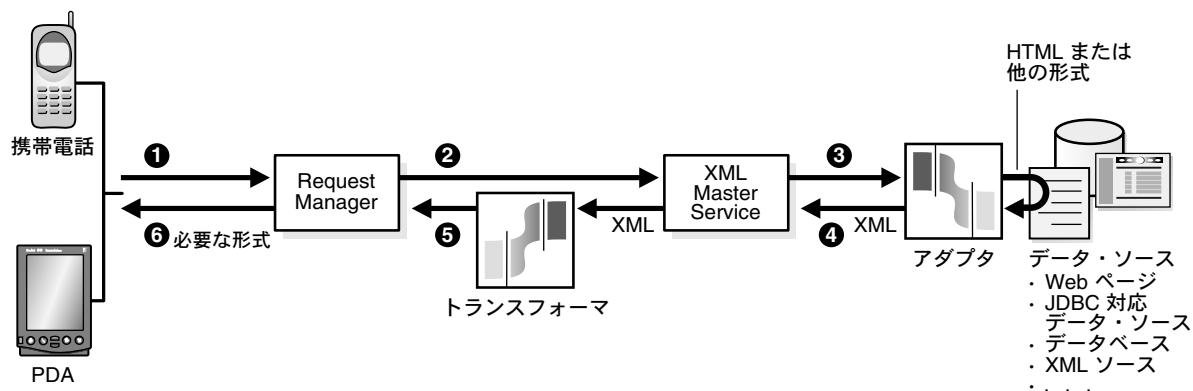 HTML または
他の形式
携帯電話
❶
❷
❸
Request
Manager
XML
Master
Service
❻ 必要な形式
❺
XML
❹ XML
トランスフォーマ
アダプタ
データ・ソース
・ Web ページ
・ JDBC 対応
データ・ソース
・ データベース
・ XML ソース
・. . .
PDA